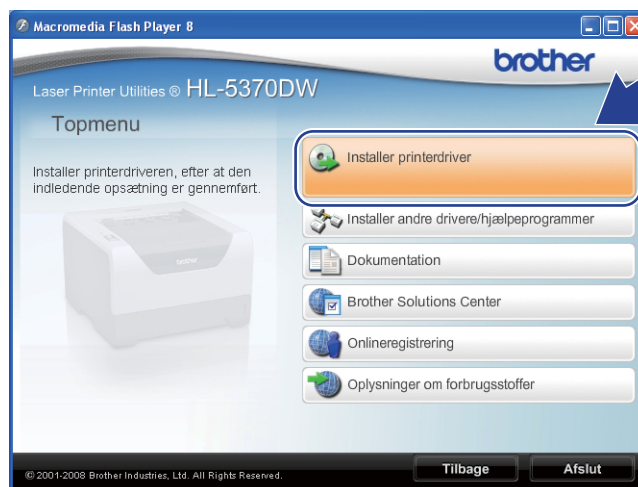 Macromedia Flash Player 8
brother
Laser Printer Utilities ® HL-5370DW
Topmenu
Installer printerdriveren, efter at den
indledende opsætning er gennemført.
Installer printerdriver
Installer andre drivere/hjælpeprogrammer
Dokumentation
Brother Solutions Center
Onlineregistrering
Oplysninger om forbrugsstoffer
© 2001-2008 Brother Industries, Ltd. All Rights Reserved.
Tilbage
Afslut